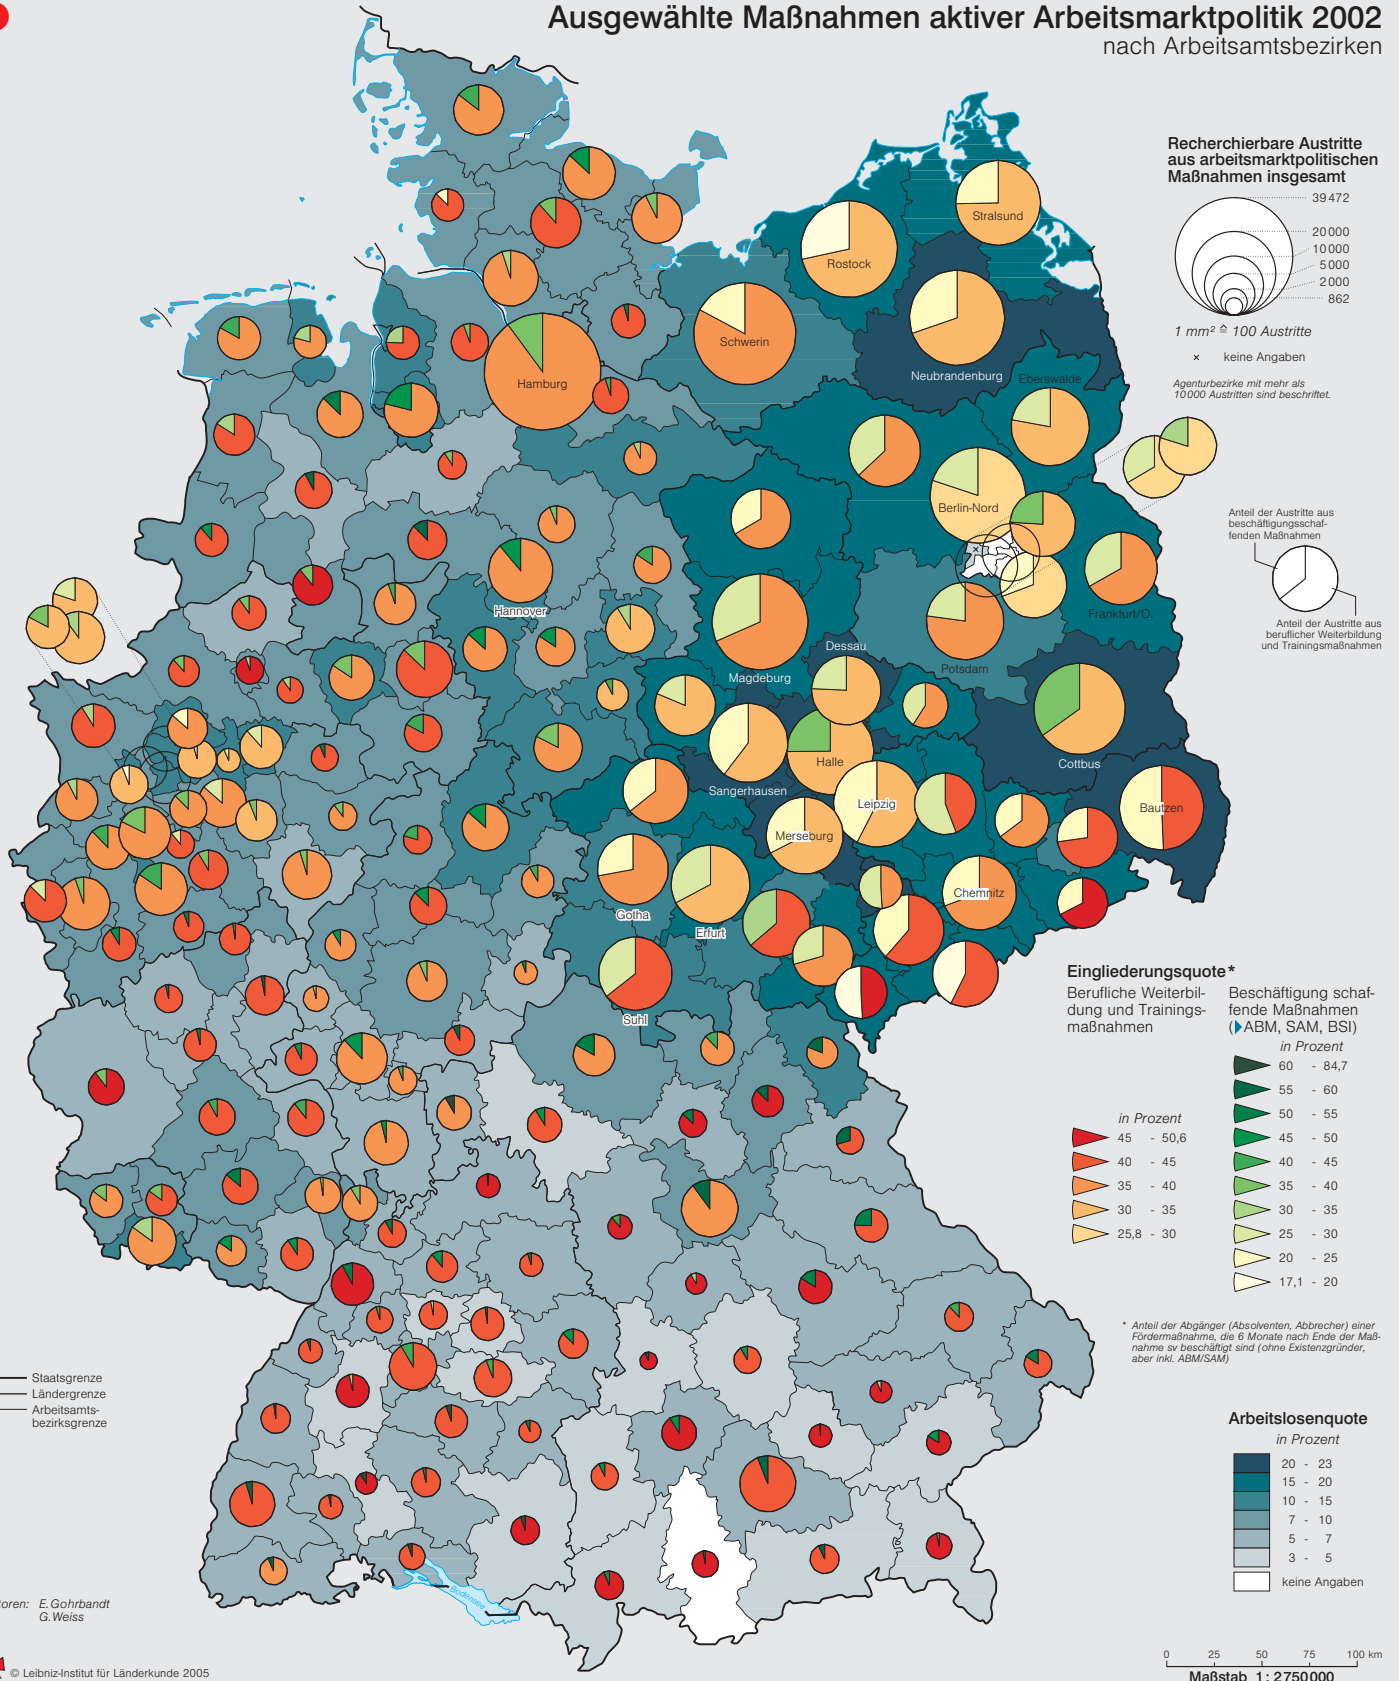 Ausgewählte Maßnahmen aktiver Arbeitsmarktpolitik 2002
nach Arbeitsamtsbezirken
Recherchierbare Austritte
aus arbeitsmarktpolitischen
Maßnahmen insgesamt
39 472
20 000
10 000
5 000
2 000
862
1 mm² ≙ 100 Austritte
× keine Angaben
Agenturbezirke mit mehr als
10 000 Austritten sind beschriftet.
Anteil der Austritte aus
beschäftigungsschaf-
fenden Maßnahmen
Anteil der Austritte aus
beruflicher Weiterbildung
und Trainingsmaßnahmen
Stralsund
Rostock
Schwerin
Neubrandenburg
Hamburg
Eberswalde
Berlin-Nord
Hannover
Frankfurt/O.
Dessau
Potsdam
Magdeburg
Halle
Cottbus
Sangerhausen
Leipzig
Bautzen
Merseburg
Chemnitz
Gotha
Erfurt
Suhl
Bodensee
Eingliederungsquote*
Berufliche Weiterbil-
dung und Trainings-
maßnahmen
in Prozent
45 - 50,6
40 - 45
35 - 40
30 - 35
25,8 - 30
Beschäftigung schaf-
fende Maßnahmen
(ABM, SAM, BSI)
in Prozent
60 - 84,7
55 - 60
50 - 55
45 - 50
40 - 45
35 - 40
30 - 35
25 - 30
20 - 25
17,1 - 20
* Anteil der Abgänger (Absolventen, Abbrecher) einer
Fördermaßnahme, die 6 Monate nach Ende der Maß-
nahme sv beschäftigt sind (ohne Existenzgründer,
aber inkl. ABM/SAM)
Staatsgrenze
Ländergrenze
Arbeitsamts-
bezirksgrenze
Arbeitslosenquote
in Prozent
20 - 23
15 - 20
10 - 15
7 - 10
5 - 7
3 - 5
keine Angaben
toren: E.Gohrbandt
G.Weiss
© Leibniz-Institut für Länderkunde 2005
0 25 50 75 100 km
Maßstab 1 : 2750000